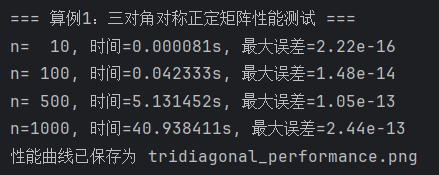 === 算例1：三对角对称正定矩阵性能测试 ===
n=  10, 时间=0.000081s, 最大误差=2.22e-16
n= 100, 时间=0.042333s, 最大误差=1.48e-14
n= 500, 时间=5.131452s, 最大误差=1.05e-13
n=1000, 时间=40.938411s, 最大误差=2.44e-13
性能曲线已保存为 tridiagonal_performance.png